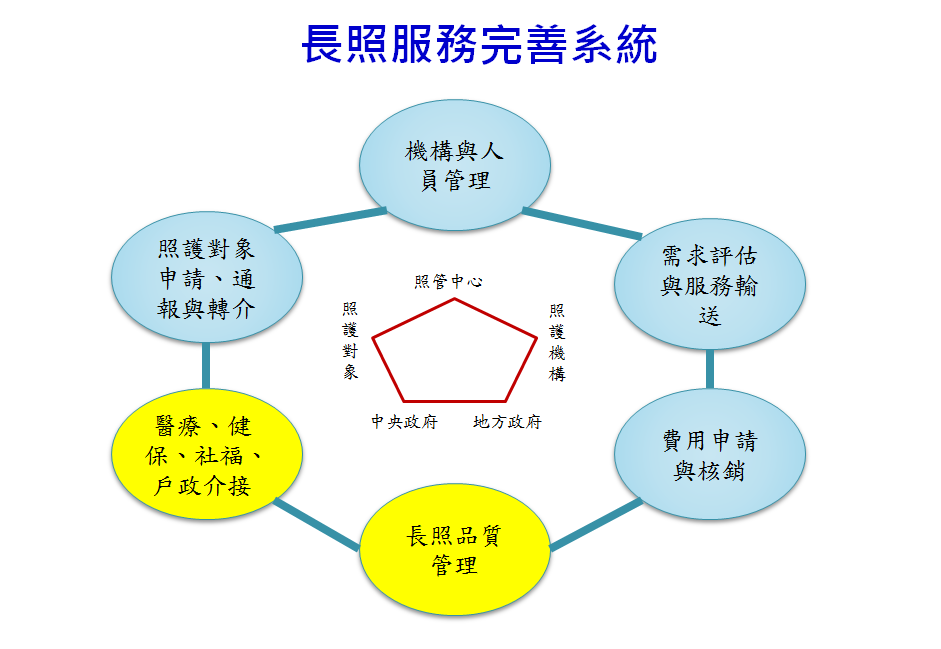 長照服務完善系統
機構與人
員管理
照護對象
申請、通
報與轉介
需求評估
與服務輸
送
照管中心
照護對象
照護機構
中央政府
地方政府
醫療、健
保、社福、
戶政介接
費用申請
與核銷
長照品質
管理